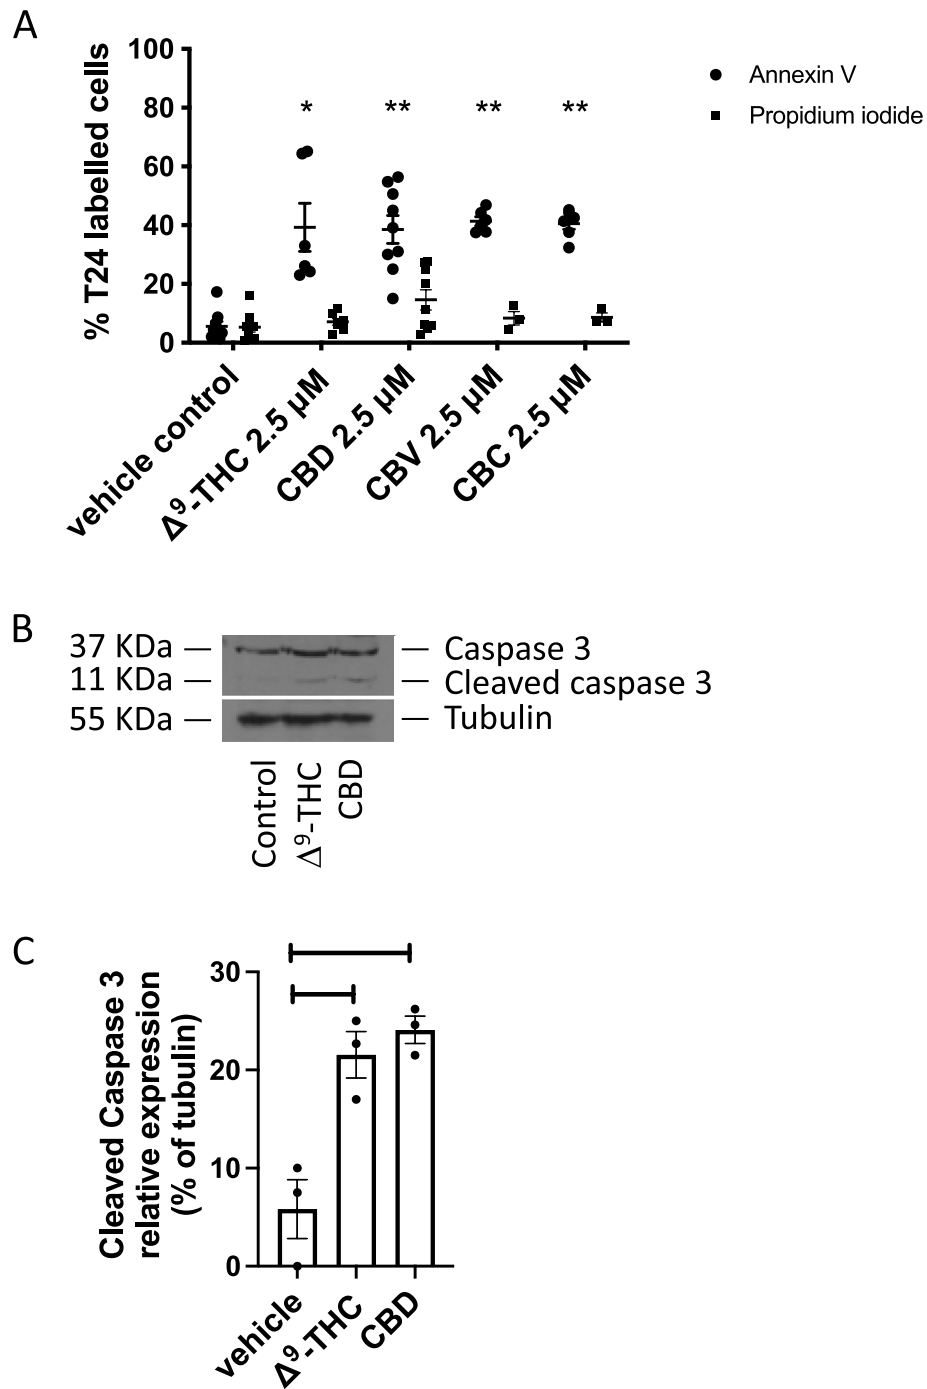 A
% T24 labelled cells
100
80
60
40
20
0
* ** ** **
Annexin V
Propidium iodide
vehicle control
Δ⁹-THC 2.5 µM
CBD 2.5 µM
CBV 2.5 µM
CBC 2.5 µM
B
37 KDa — — Caspase 3
11 KDa — — Cleaved caspase 3
55 KDa — — Tubulin
Control
Δ⁹-THC
CBD
C
Cleaved Caspase 3
relative expression
(% of tubulin)
30
20
10
0
vehicle
Δ⁹-THC
CBD